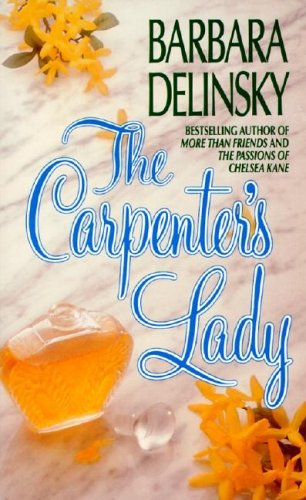 BARBARA
DELINSKY
BESTSELLING AUTHOR OF
MORE THAN FRIENDS AND
THE PASSIONS OF
CHELSEA KANE
The
Carpenter's
Lady